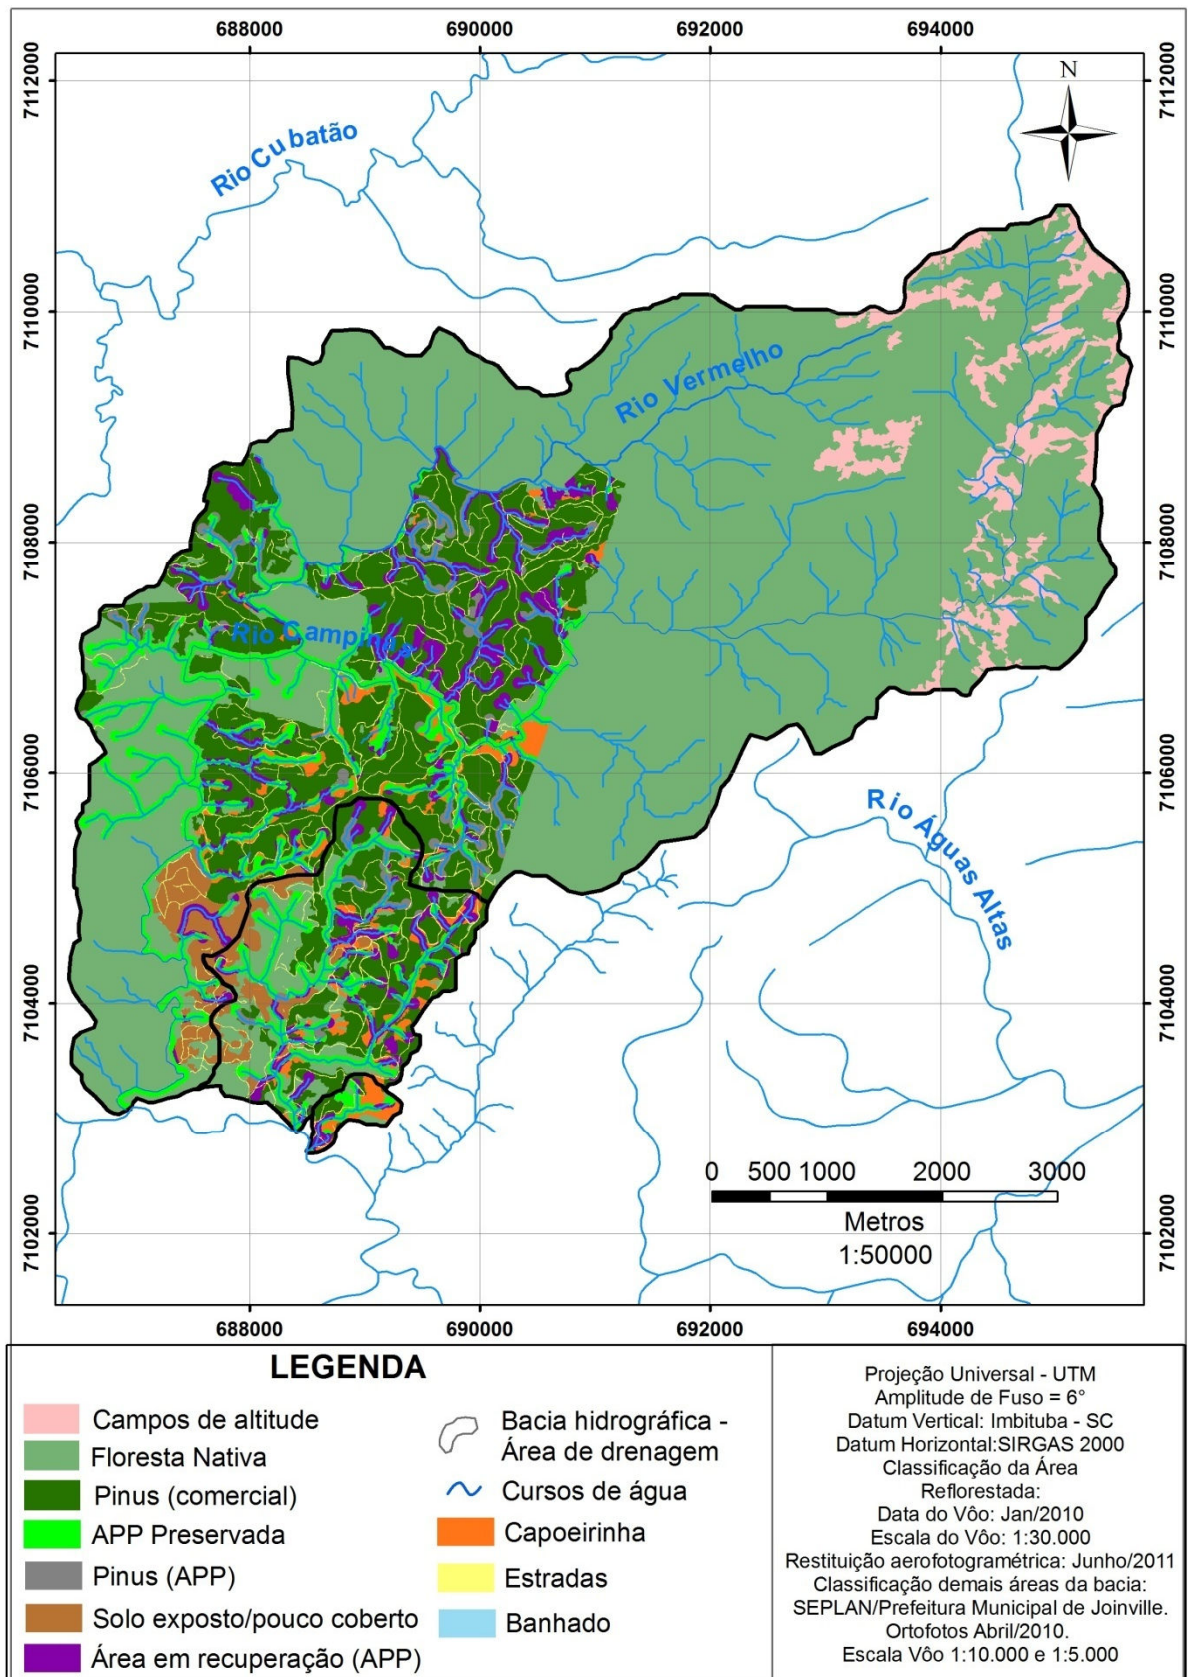 688000 690000 692000 694000
7112000 7112000
N
Rio Cubatão
7110000 7110000
Rio Vermelho
7108000 7108000
Rio Campinas
7106000 7106000
Rio Águas Altas
7104000 7104000
0 500 1000 2000 3000
Metros
1:50000
7102000 7102000
688000 690000 692000 694000
LEGENDA
Campos de altitude
Floresta Nativa
Pinus (comercial)
APP Preservada
Pinus (APP)
Solo exposto/pouco coberto
Área em recuperação (APP)
Bacia hidrográfica -
Área de drenagem
Cursos de água
Capoeirinha
Estradas
Banhado
Projeção Universal - UTM
Amplitude de Fuso = 6°
Datum Vertical: Imbituba - SC
Datum Horizontal:SIRGAS 2000
Classificação da Área
Reflorestada:
Data do Vôo: Jan/2010
Escala do Vôo: 1:30.000
Restituição aerofotogramétrica: Junho/2011
Classificação demais áreas da bacia:
SEPLAN/Prefeitura Municipal de Joinville.
Ortofotos Abril/2010.
Escala Vôo 1:10.000 e 1:5.000